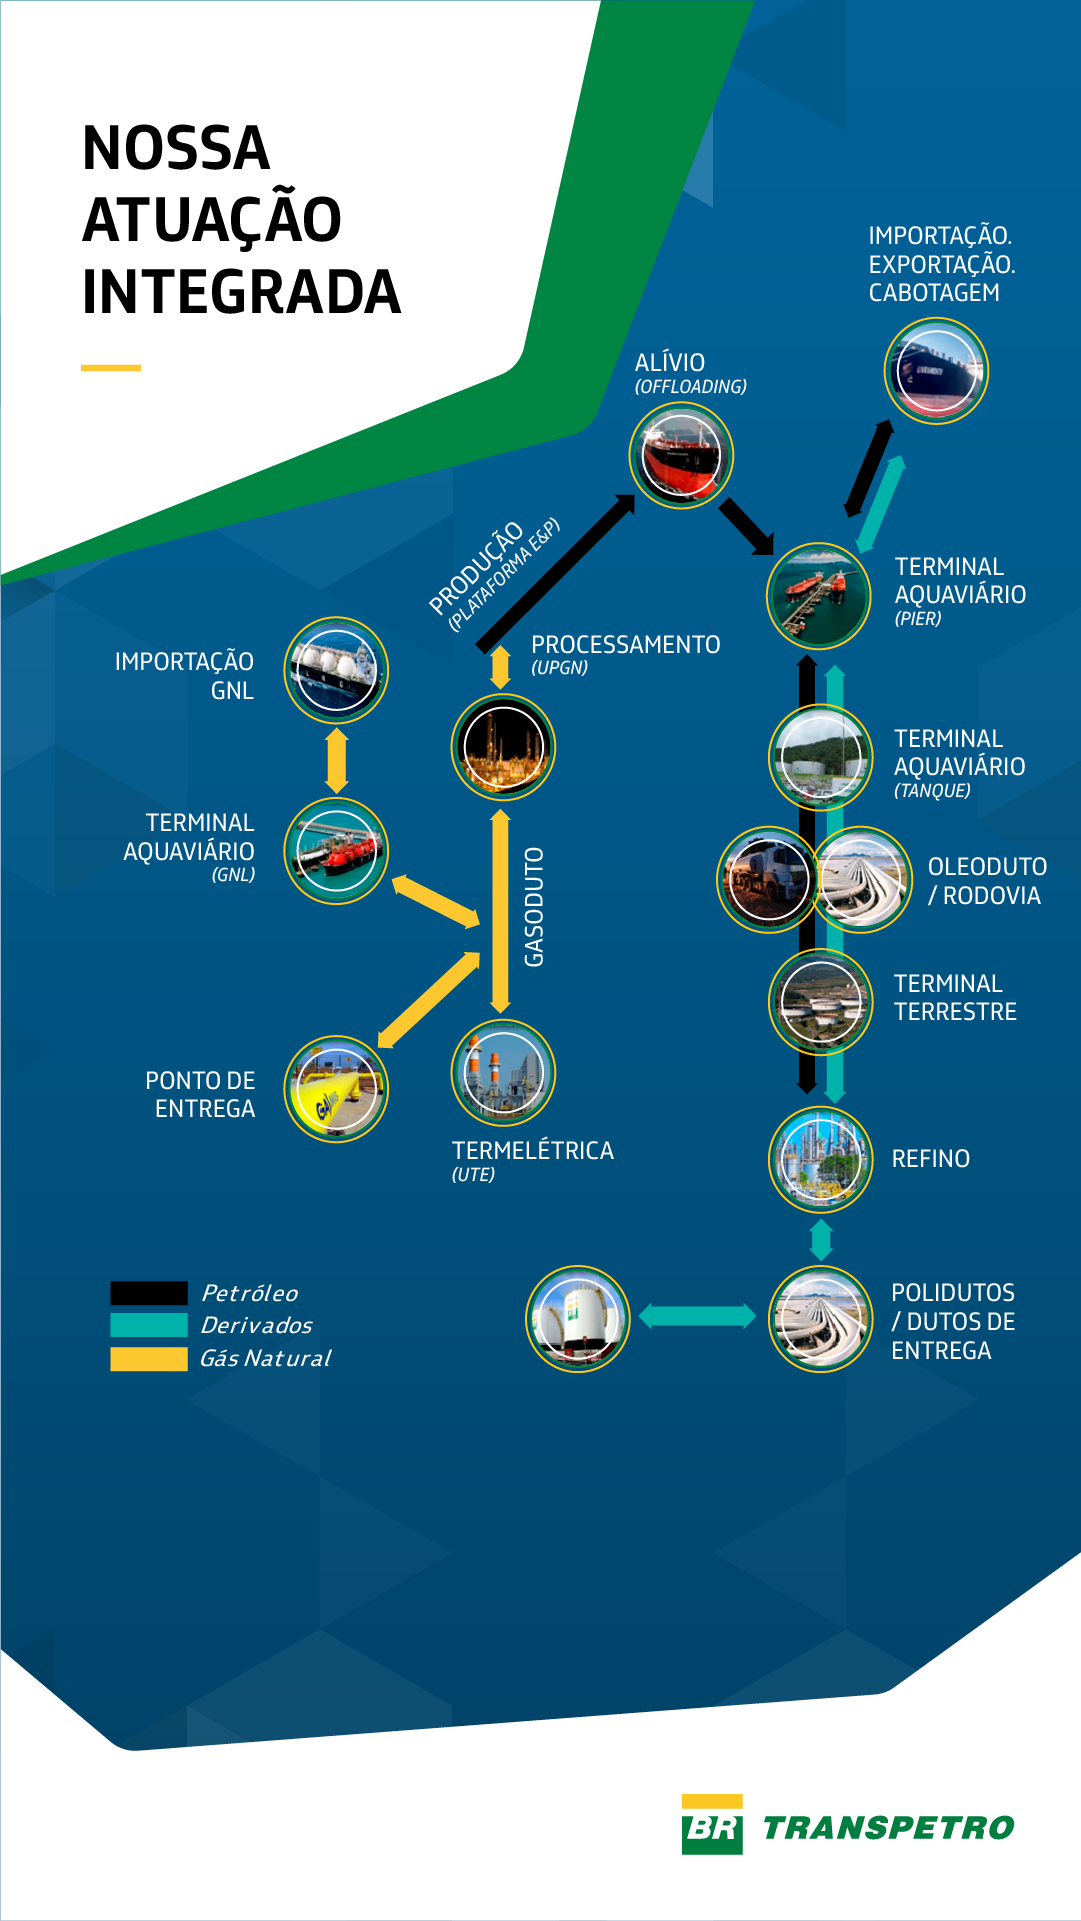 NOSSA
ATUAÇÃO
INTEGRADA
IMPORTAÇÃO.
EXPORTAÇÃO.
CABOTAGEM
ALÍVIO
(OFFLOADING)
PRODUÇÃO
(PLATAFORMA E&P)
TERMINAL
AQUAVIÁRIO
(PIER)
PROCESSAMENTO
(UPGN)
IMPORTAÇÃO
GNL
TERMINAL
AQUAVIÁRIO
(TANQUE)
TERMINAL
AQUAVIÁRIO
(GNL)
GASODUTO
OLEODUTO
/ RODOVIA
TERMINAL
TERRESTRE
PONTO DE
ENTREGA
TERMELÉTRICA
(UTE)
REFINO
POLIDUTOS
/ DUTOS DE
ENTREGA
Petróleo
Derivados
Gás Natural
BR TRANSPETRO